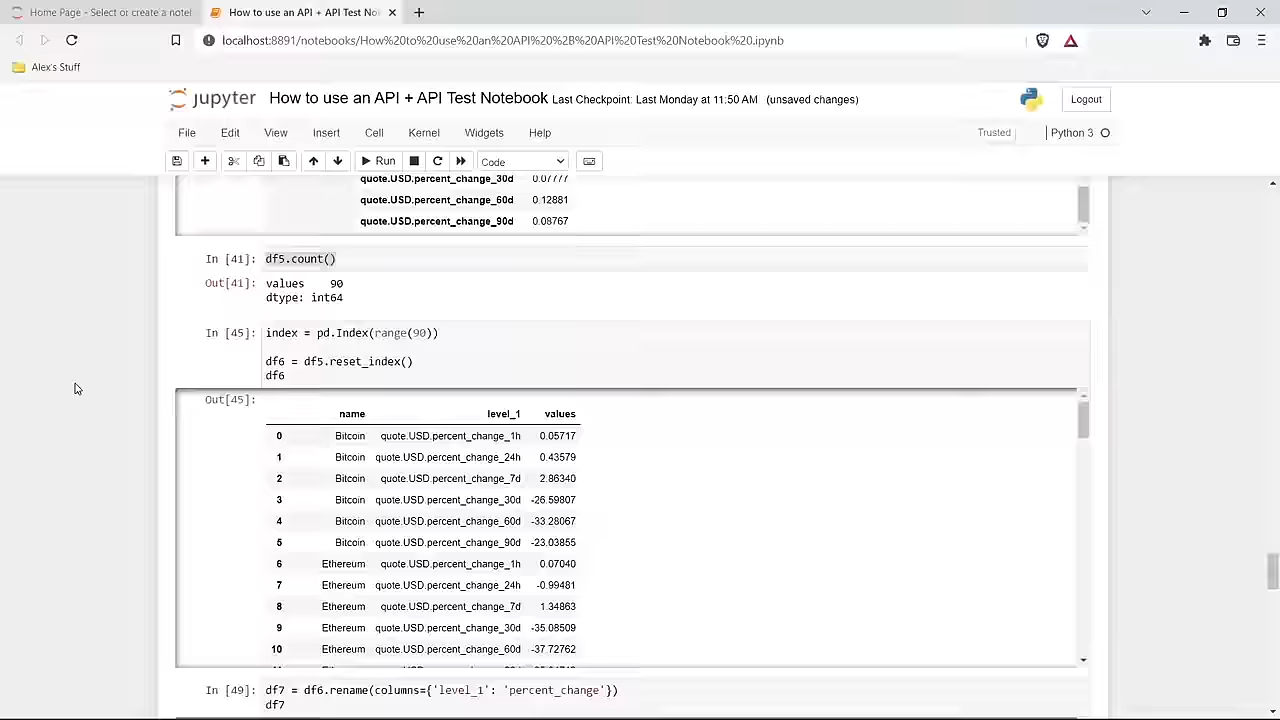 Home Page - Select or create a note
How to use an API + API Test No
localhost:8891/notebooks/How%20to%20use%20an%20API%20%2B%20API%20Test%20Notebook%20.ipynb
Alex's Stuff
jupyter How to use an API + API Test Notebook Last Checkpoint: Last Monday at 11:50 AM (unsaved changes)
Logout
File Edit View Insert Cell Kernel Widgets Help
Trusted
Python 3
Run
Code
quote.USD.percent_change_30d 0.07777
quote.USD.percent_change_60d 0.12881
quote.USD.percent_change_90d 0.08767
In [41]: df5.count()
Out[41]: values 90
dtype: int64
In [45]: index = pd.Index(range(90))
df6 = df5.reset_index()
df6
Out[45]:
name level_1 values
0 Bitcoin quote.USD.percent_change_1h 0.05717
1 Bitcoin quote.USD.percent_change_24h 0.43579
2 Bitcoin quote.USD.percent_change_7d 2.86340
3 Bitcoin quote.USD.percent_change_30d -26.59807
4 Bitcoin quote.USD.percent_change_60d -33.28067
5 Bitcoin quote.USD.percent_change_90d -23.03855
6 Ethereum quote.USD.percent_change_1h 0.07040
7 Ethereum quote.USD.percent_change_24h -0.99481
8 Ethereum quote.USD.percent_change_7d 1.34863
9 Ethereum quote.USD.percent_change_30d -35.08509
10 Ethereum quote.USD.percent_change_60d -37.72762
In [49]: df7 = df6.rename(columns={'level_1': 'percent_change'})
df7